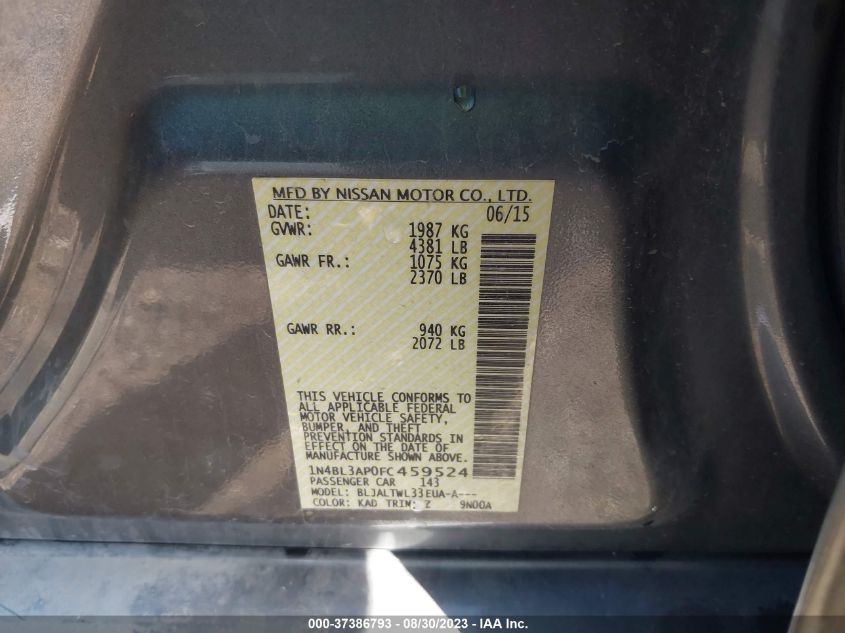 MFD BY NISSAN MOTOR CO., LTD.
DATE: 06/15
GVWR: 1987 KG
4381 LB
GAWR FR.: 1075 KG
2370 LB
GAWR RR.: 940 KG
2072 LB
THIS VEHICLE CONFORMS TO
ALL APPLICABLE FEDERAL
MOTOR VEHICLE SAFETY,
BUMPER, AND THEFT
PREVENTION STANDARDS IN
EFFECT ON THE DATE OF
MANUFACTURE SHOWN ABOVE.
1N4BL3AP0FC459524
PASSENGER CAR 143
MODEL: BLJALTWL33EUA-A---
COLOR: KAD TRIM: Z 9N00A
000-37386793 - 08/30/2023 - IAA Inc.